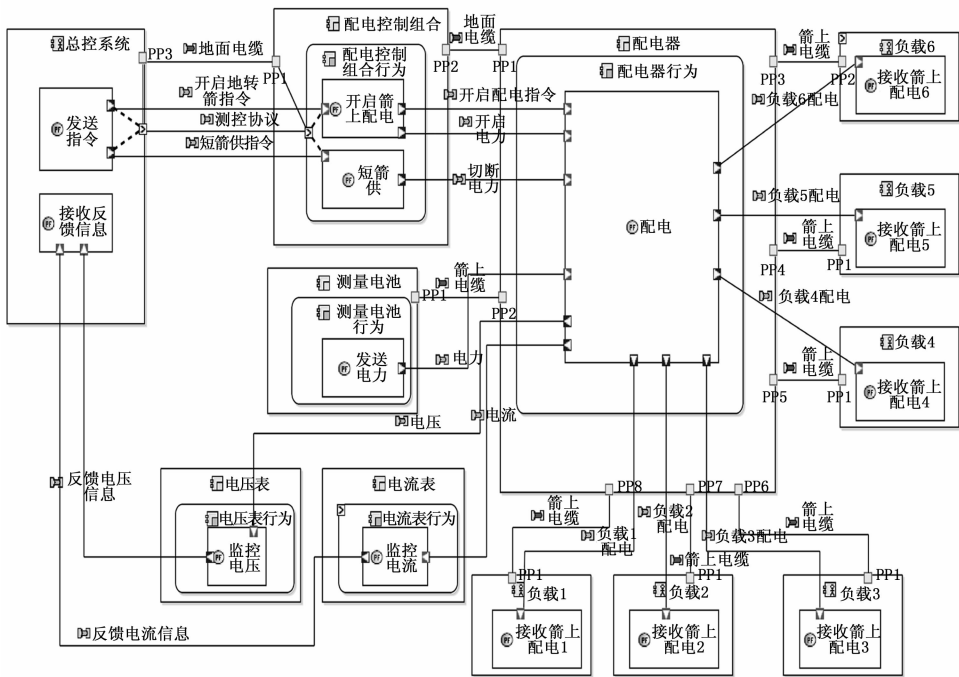 总控系统
PP3
地面电缆
PP1
配电控制组合
地面
电缆
PP2
PP1
配电器
箭上
电缆
PP3
PP2
负载6
接收箭上
配电6
配电控制
组合行为
配电器行为
开启地转
箭指令
测控协议
短箭供指令
发送
指令
接收反
馈信息
开启箭
上配电
短箭
供
开启配电指令
开启
电力
切断
电力
配电
负载6配电
负载5配电
箭上
电缆
PP4
PP1
负载5
接收箭上
配电5
负载4配电
测量电池
PP1
箭上
电缆
PP2
测量电池
行为
发送
电力
电力
电压
电流
箭上
电缆
PP5
PP1
负载4
接收箭上
配电4
反馈电压
信息
电压表
电压表行为
监控
电压
电流表
电流表行为
监控
电流
反馈电流信息
PP8
PP7
PP6
箭上
电缆
负载1
配电
负载2
配电
箭上电缆
负载3配电
箭上
电缆
PP1
负载1
接收箭上
配电1
PP1
负载2
接收箭上
配电2
PP1
负载3
接收箭上
配电3